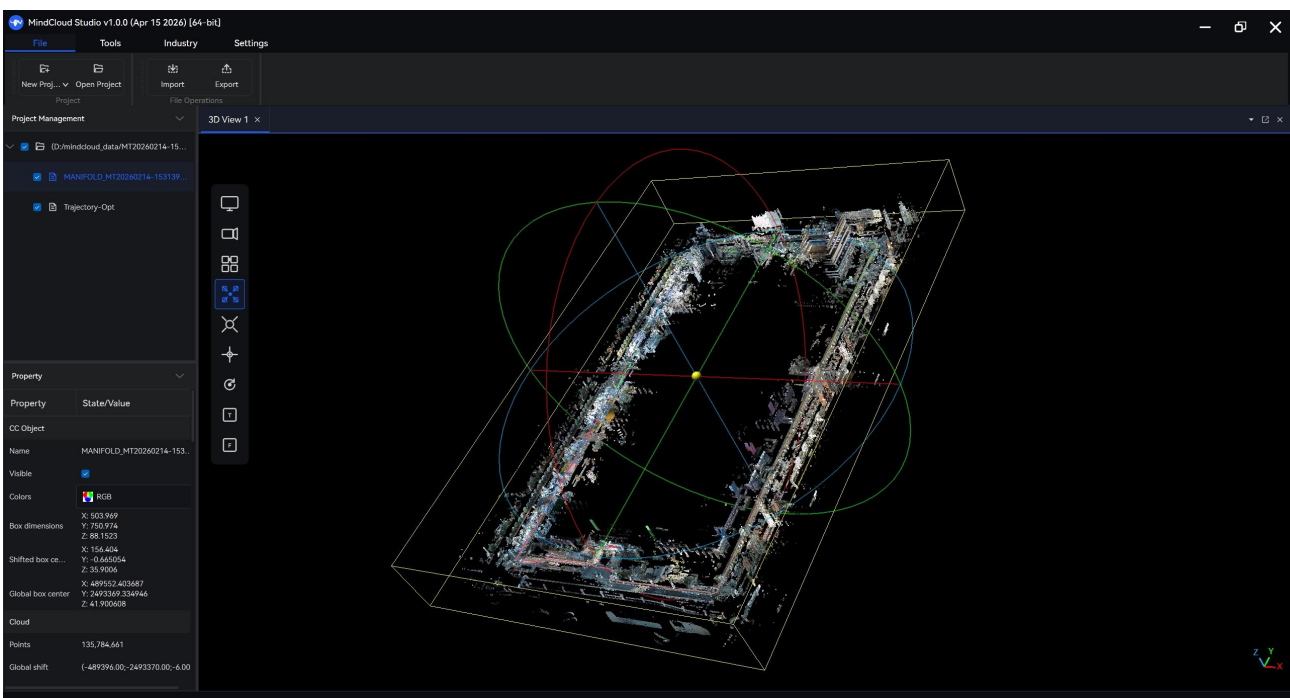 MindCloud Studio v1.0.0 (Apr 15 2026) [64-bit]
File Tools Industry Settings
New Proj... Open Project Import Export
Project File Operations
Project Management
3D View 1
(D:/mindcloud_data/MT20260214-15...
MANIFOLD_MT20260214-153139...
Trajectory-Opt
T
F
Property
Property State/Value
CC Object
Name MANIFOLD_MT20260214-153..
Visible
Colors RGB
Box dimensions X: 503.969
Y: 750.974
Z: 88.1523
Shifted box ce... X: 156.404
Y: -0.665054
Z: 35.9006
Global box center X: 489552.403687
Y: 2493369.334946
Z: 41.900608
Cloud
Points 135,784,661
Global shift (-489396.00;-2493370.00;-6.00
Z Y
X